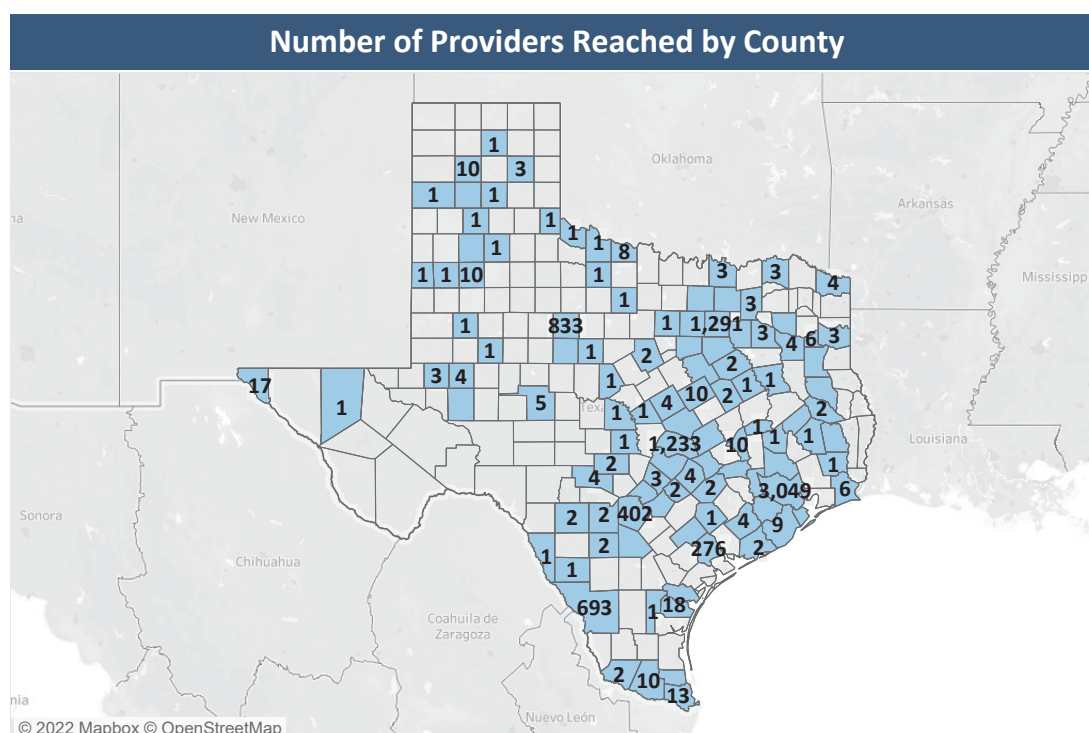 Number of Providers Reached by County
Oklahoma
1
10 3
1 1
New Mexico
Arkansas
1 1
1
1
8
1
1 1 10 1
Mississipp
3 3
4
1
3
1 833 1 1,291
3 4 6 3
1 1 2
2
17 3 4 1 1 1
1 5 10 2
Texas 1 1 4 2
1 1,233 10 1 1 1
Louisiana
2
4 3 4 1
2 2 3,049 6
Sonora
2 2 402 1 4 9
2 276 2
Chihuahua
1
1
693 1 18
Coahuila de
Zaragoza
2 10
13
nia
Nuevo León
© 2022 Mapbox © OpenStreetMap